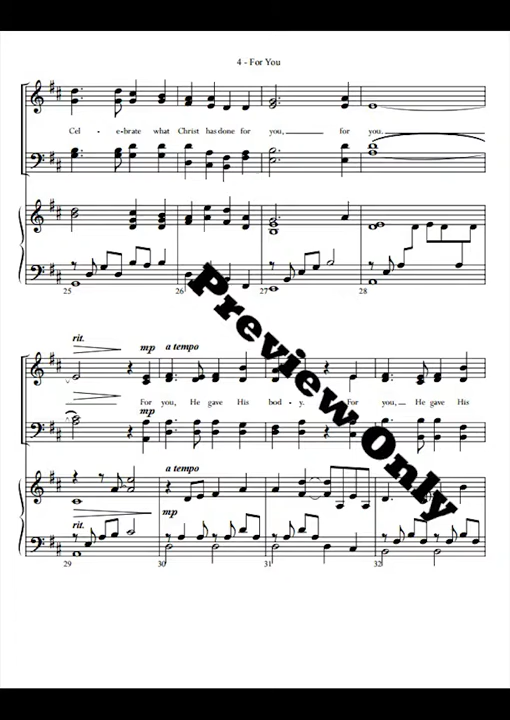 4 - For You
Cel - e-brate what Christ has done for you, for you,
25 26 27 28
Preview Only
rit. mp a tempo
For you, He gave His bod-y. For you, He gave His
mp
a tempo
mp
rit.
29 30 31 32